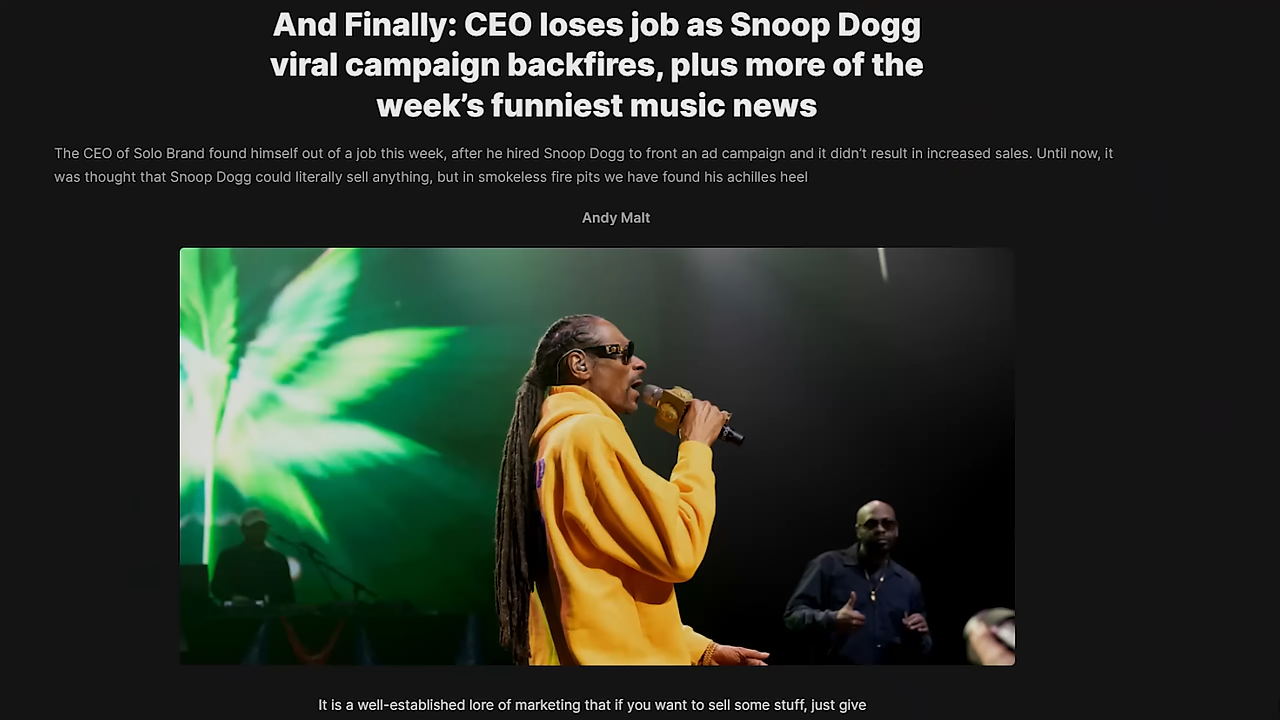 And Finally: CEO loses job as Snoop Dogg
viral campaign backfires, plus more of the
week’s funniest music news
The CEO of Solo Brand found himself out of a job this week, after he hired Snoop Dogg to front an ad campaign and it didn’t result in increased sales. Until now, it
was thought that Snoop Dogg could literally sell anything, but in smokeless fire pits we have found his achilles heel
Andy Malt
It is a well-established lore of marketing that if you want to sell some stuff, just give